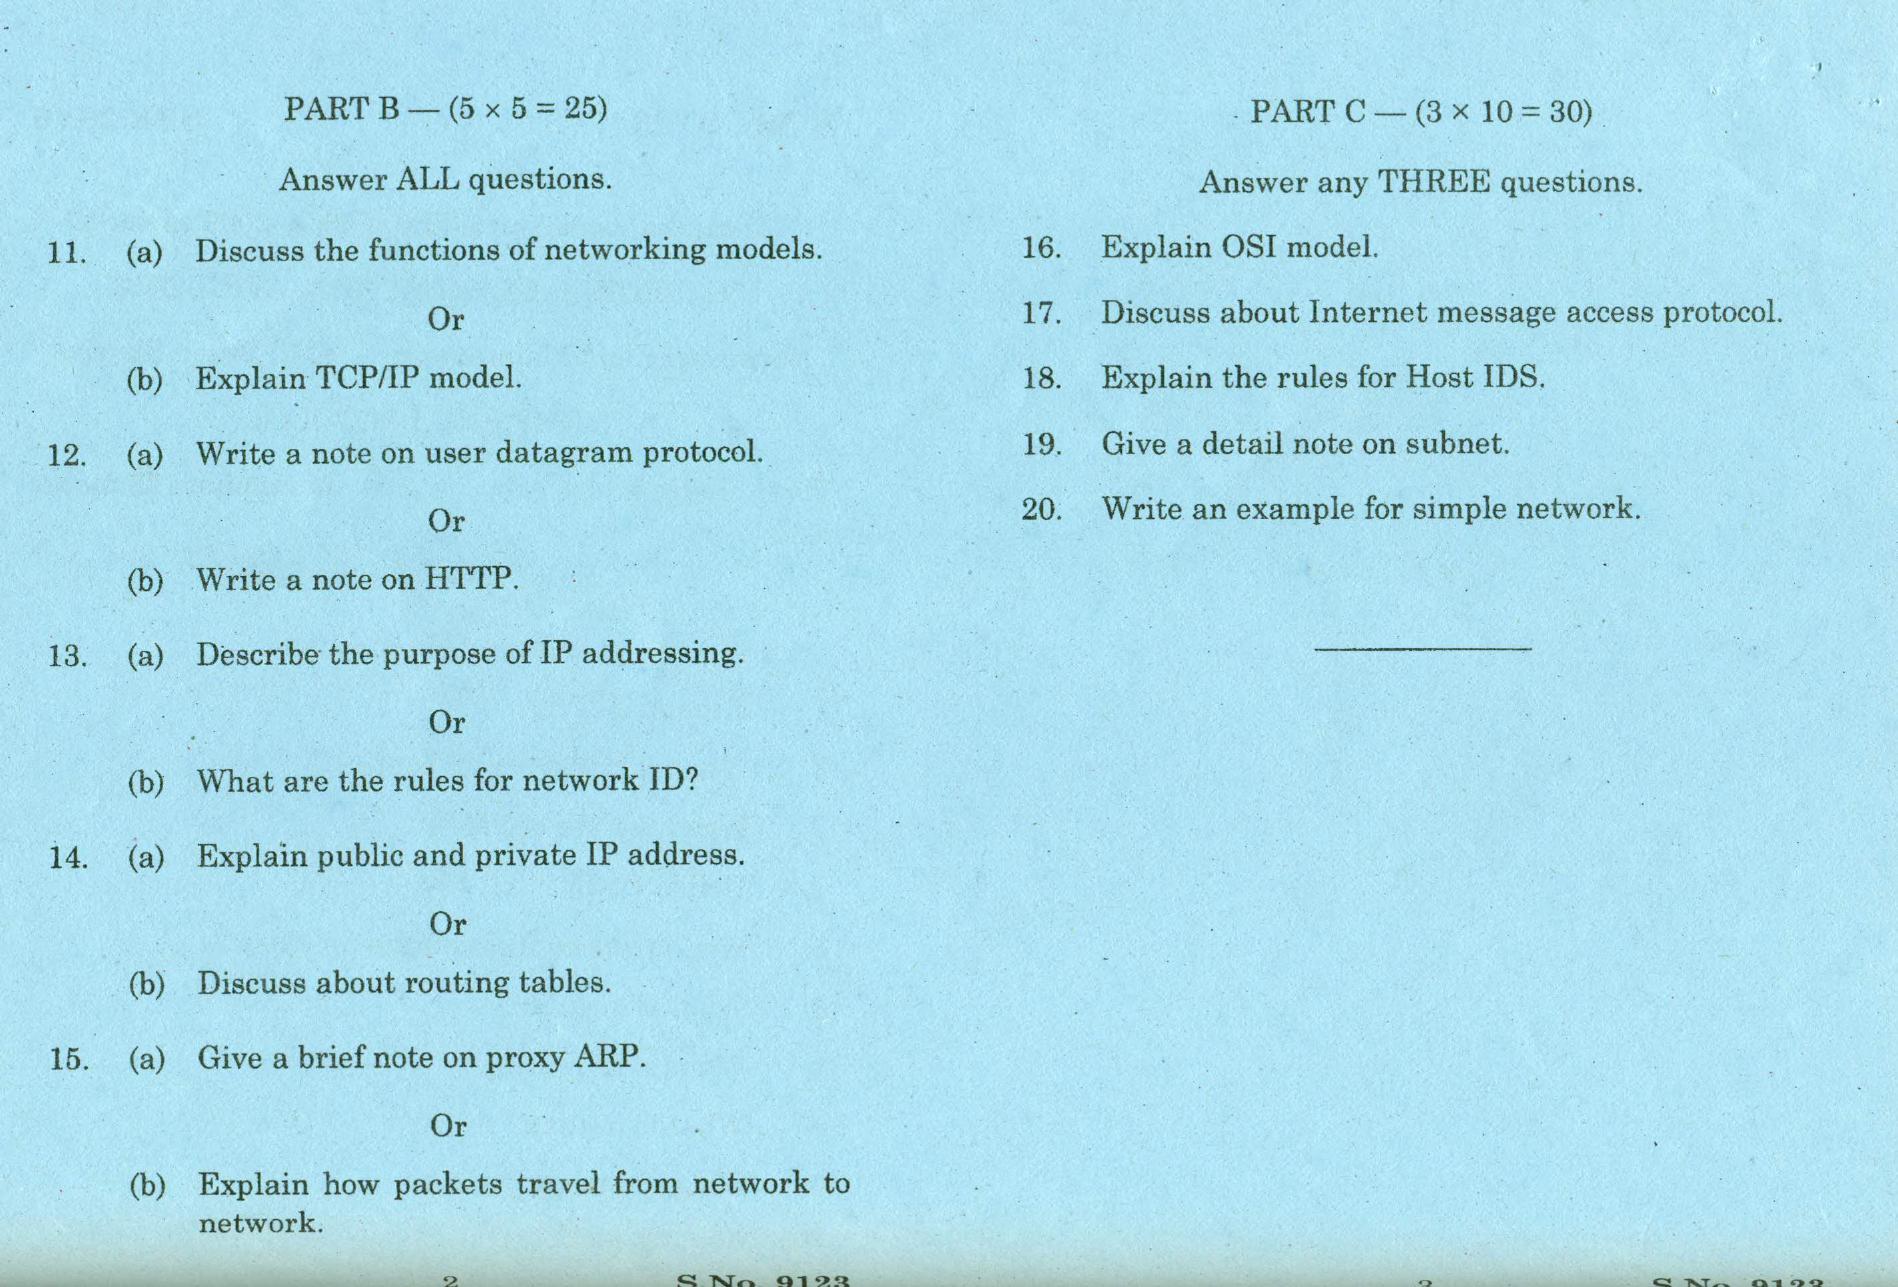 PART B — (5 × 5 = 25)
Answer ALL questions.
11. (a) Discuss the functions of networking models.
Or
(b) Explain TCP/IP model.
12. (a) Write a note on user datagram protocol.
Or
(b) Write a note on HTTP.
13. (a) Describe the purpose of IP addressing.
Or
(b) What are the rules for network ID?
14. (a) Explain public and private IP address.
Or
(b) Discuss about routing tables.
15. (a) Give a brief note on proxy ARP.
Or
(b) Explain how packets travel from network to
network.
2 S.No. 9123
PART C — (3 × 10 = 30)
Answer any THREE questions.
16. Explain OSI model.
17. Discuss about Internet message access protocol.
18. Explain the rules for Host IDS.
19. Give a detail note on subnet.
20. Write an example for simple network.
3 S.No. 9123